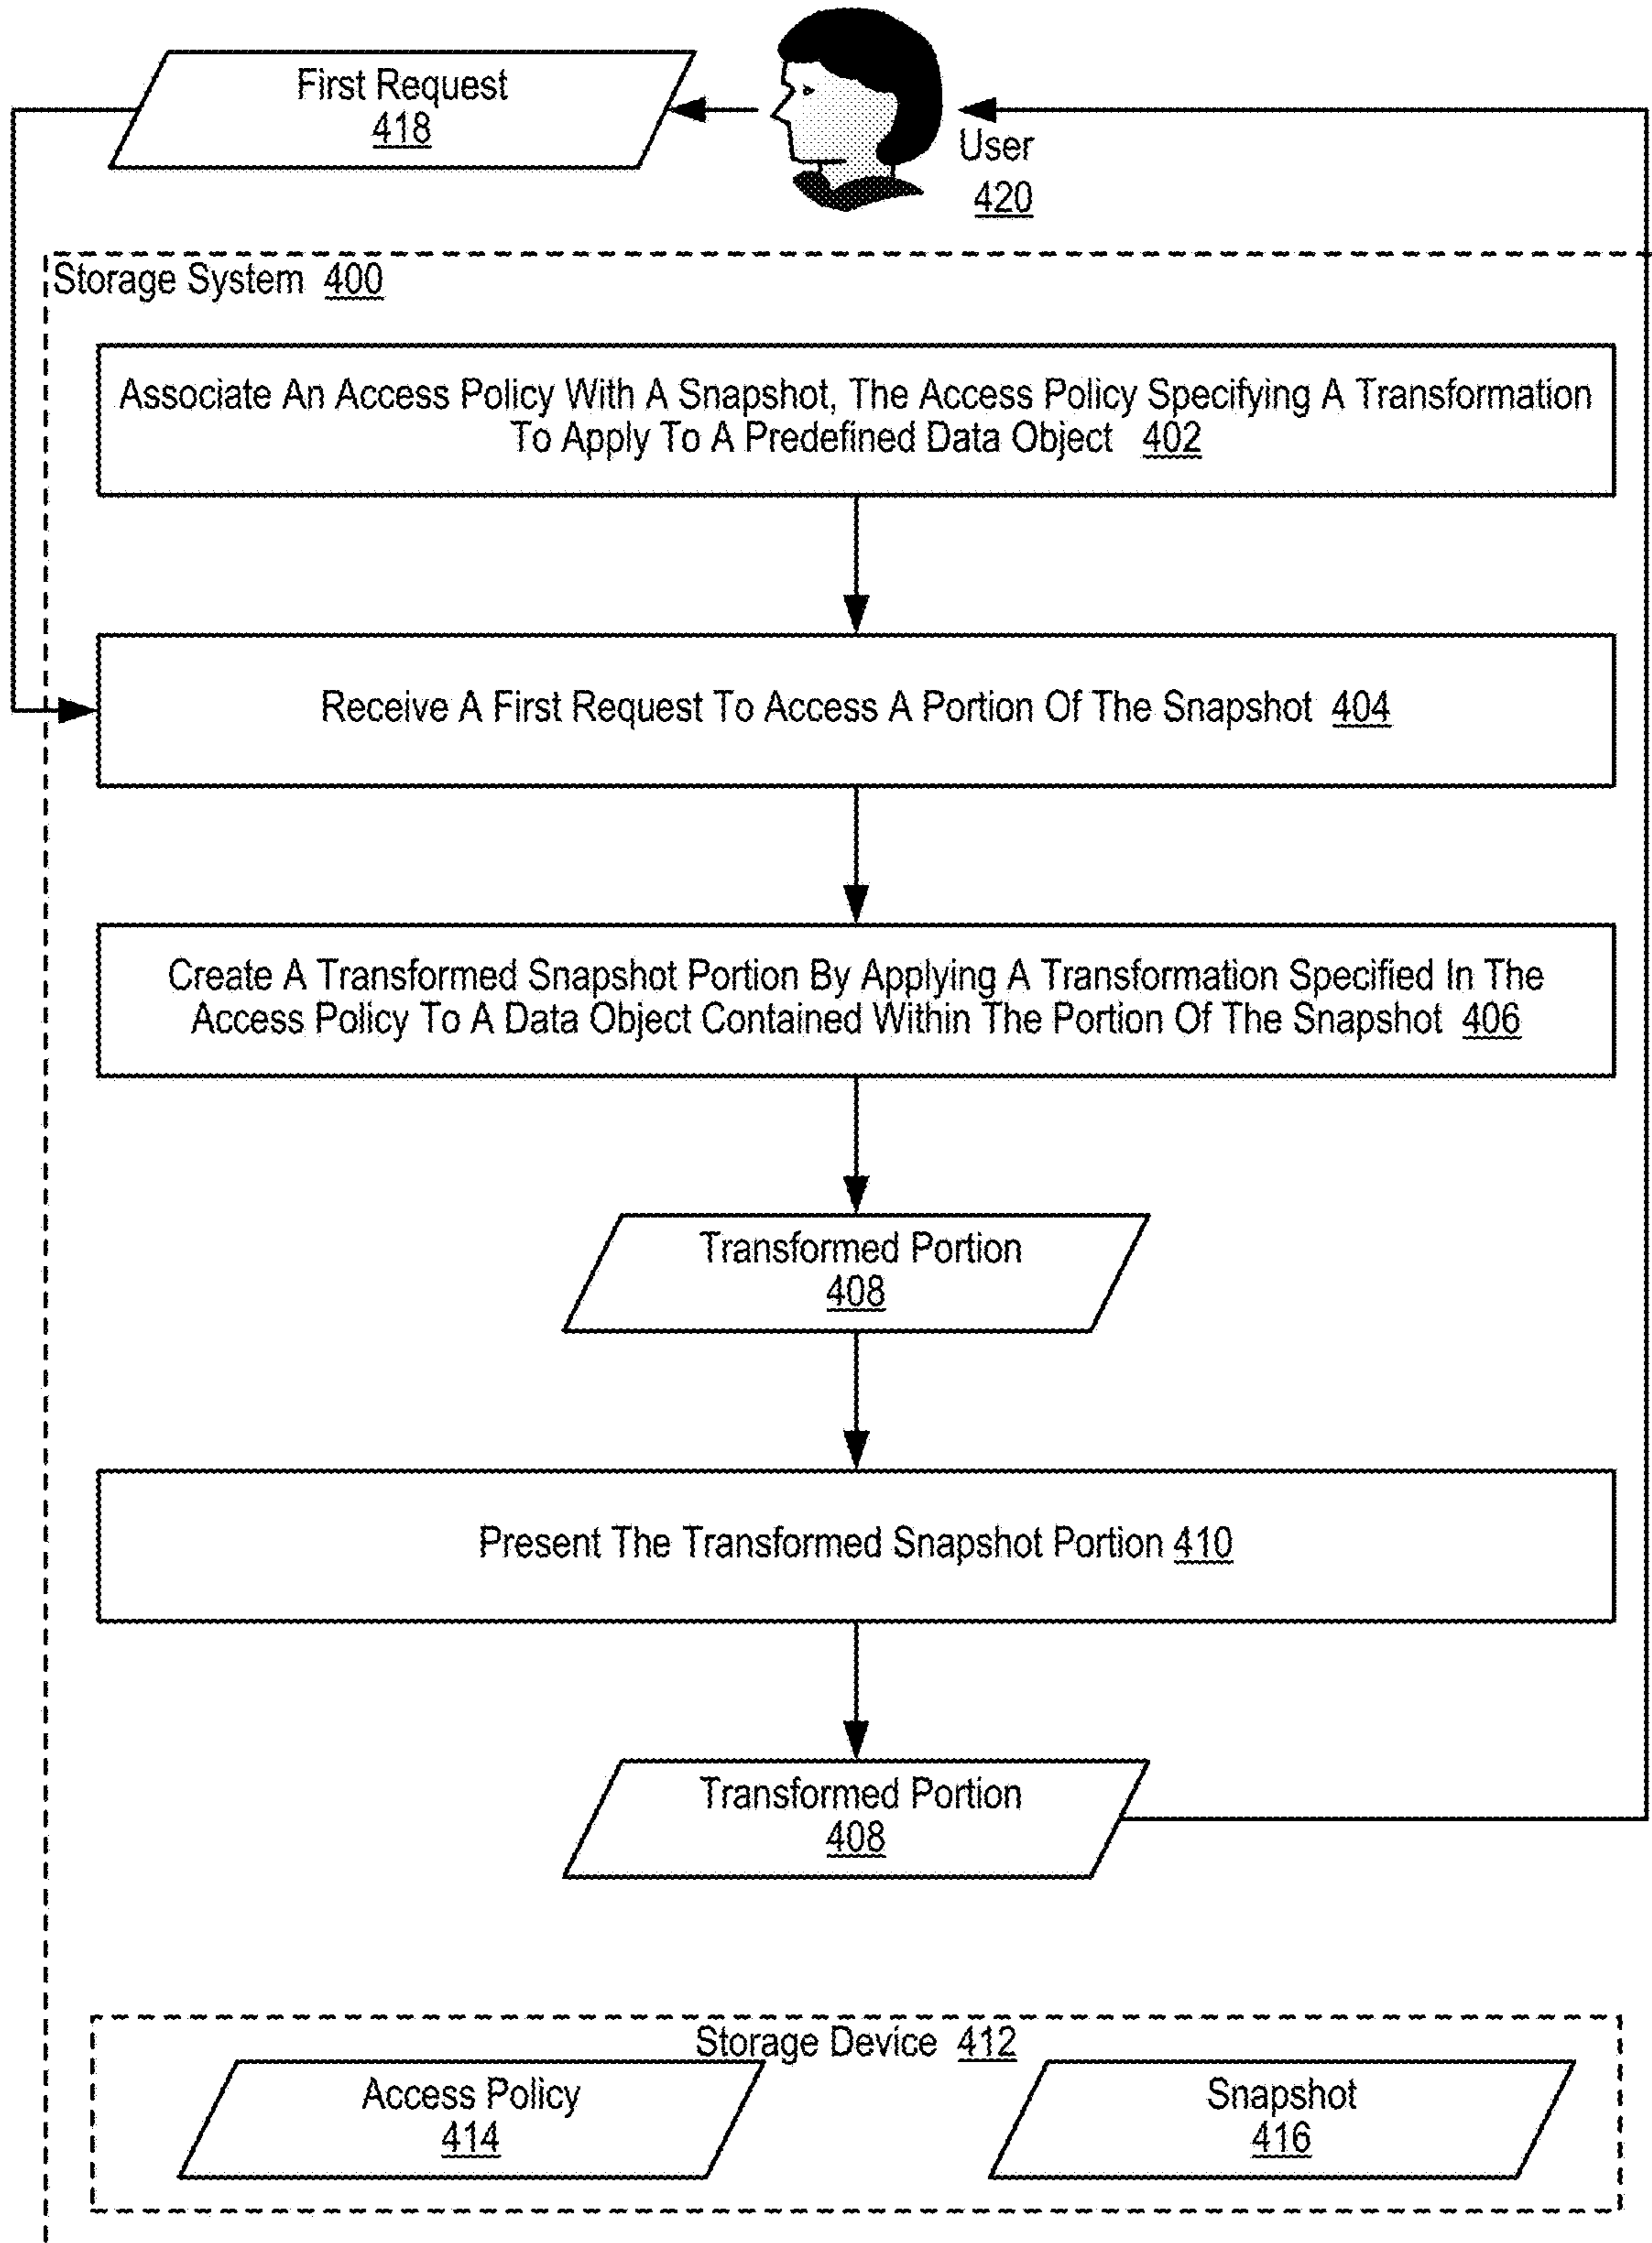 First Request
418
User
420
Storage System 400
Associate An Access Policy With A Snapshot, The Access Policy Specifying A Transformation
To Apply To A Predefined Data Object 402
Receive A First Request To Access A Portion Of The Snapshot 404
Create A Transformed Snapshot Portion By Applying A Transformation Specified In The
Access Policy To A Data Object Contained Within The Portion Of The Snapshot 406
Transformed Portion
408
Present The Transformed Snapshot Portion 410
Transformed Portion
408
Storage Device 412
Access Policy
414
Snapshot
416